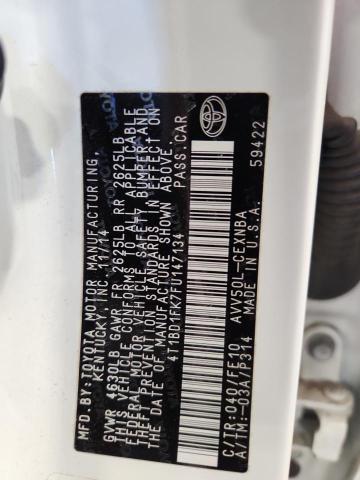 MFD. BY: TOYOTA MOTOR MANUFACTURING,
KENTUCKY, INC. 11/14
GVWR 4630LB GAWR FR 2625LB RR 2625LB
THIS VEHICLE CONFORMS TO ALL APPLICABLE
FEDERAL MOTOR VEHICLE SAFETY, BUMPER, AND
THEFT PREVENTION STANDARDS IN EFFECT ON
THE DATE OF MANUFACTURE SHOWN ABOVE.
4T1BD1FK7FU147134 PASS.CAR
C/TR:040/FE10 AVV50L-CEXNBA
A/TM:-03A/P314 MADE IN U.S.A. 59422